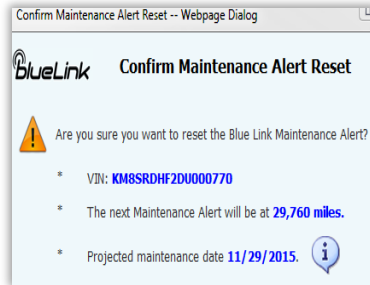 Confirm Maintenance Alert Reset -- Webpage Dialog
blueLink Confirm Maintenance Alert Reset
Are you sure you want to reset the Blue Link Maintenance Alert?
* VIN: KM8SRDHF2DU000770
* The next Maintenance Alert will be at 29,760 miles.
* Projected maintenance date 11/29/2015. i